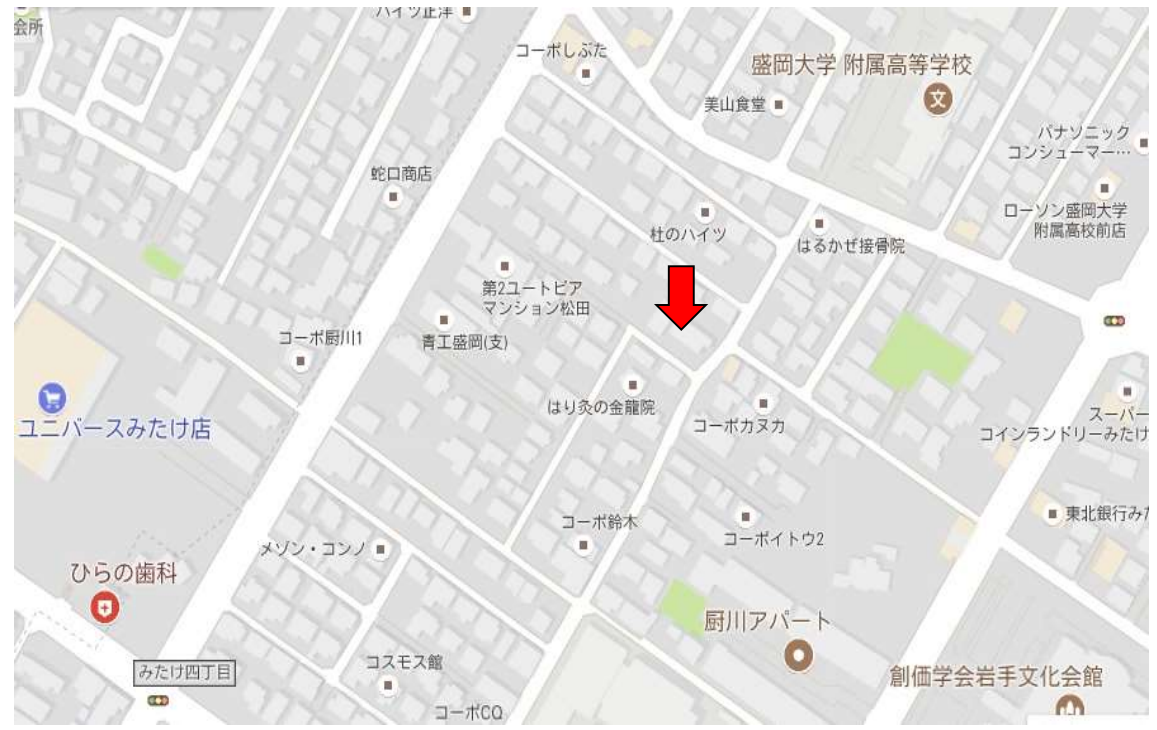 会所
ハイツ正洋
コーポしぶた
盛岡大学 附属高等学校
美山食堂
パナソニック
コンシューマー…
蛇口商店
ローソン盛岡大学
附属高校前店
杜のハイツ
はるかぜ接骨院
第2ユートピア
マンション松田
コーポ厨川1
青工盛岡(支)
はり灸の金龍院
コーポカヌカ
スーパー
コインランドリーみたけ
ユニバースみたけ店
東北銀行みた
コーポ鈴木
コーポイトウ2
メゾン・コンノ
ひらの歯科
厨川アパート
みたけ四丁目
コスモス館
創価学会岩手文化会館
コーポCQ